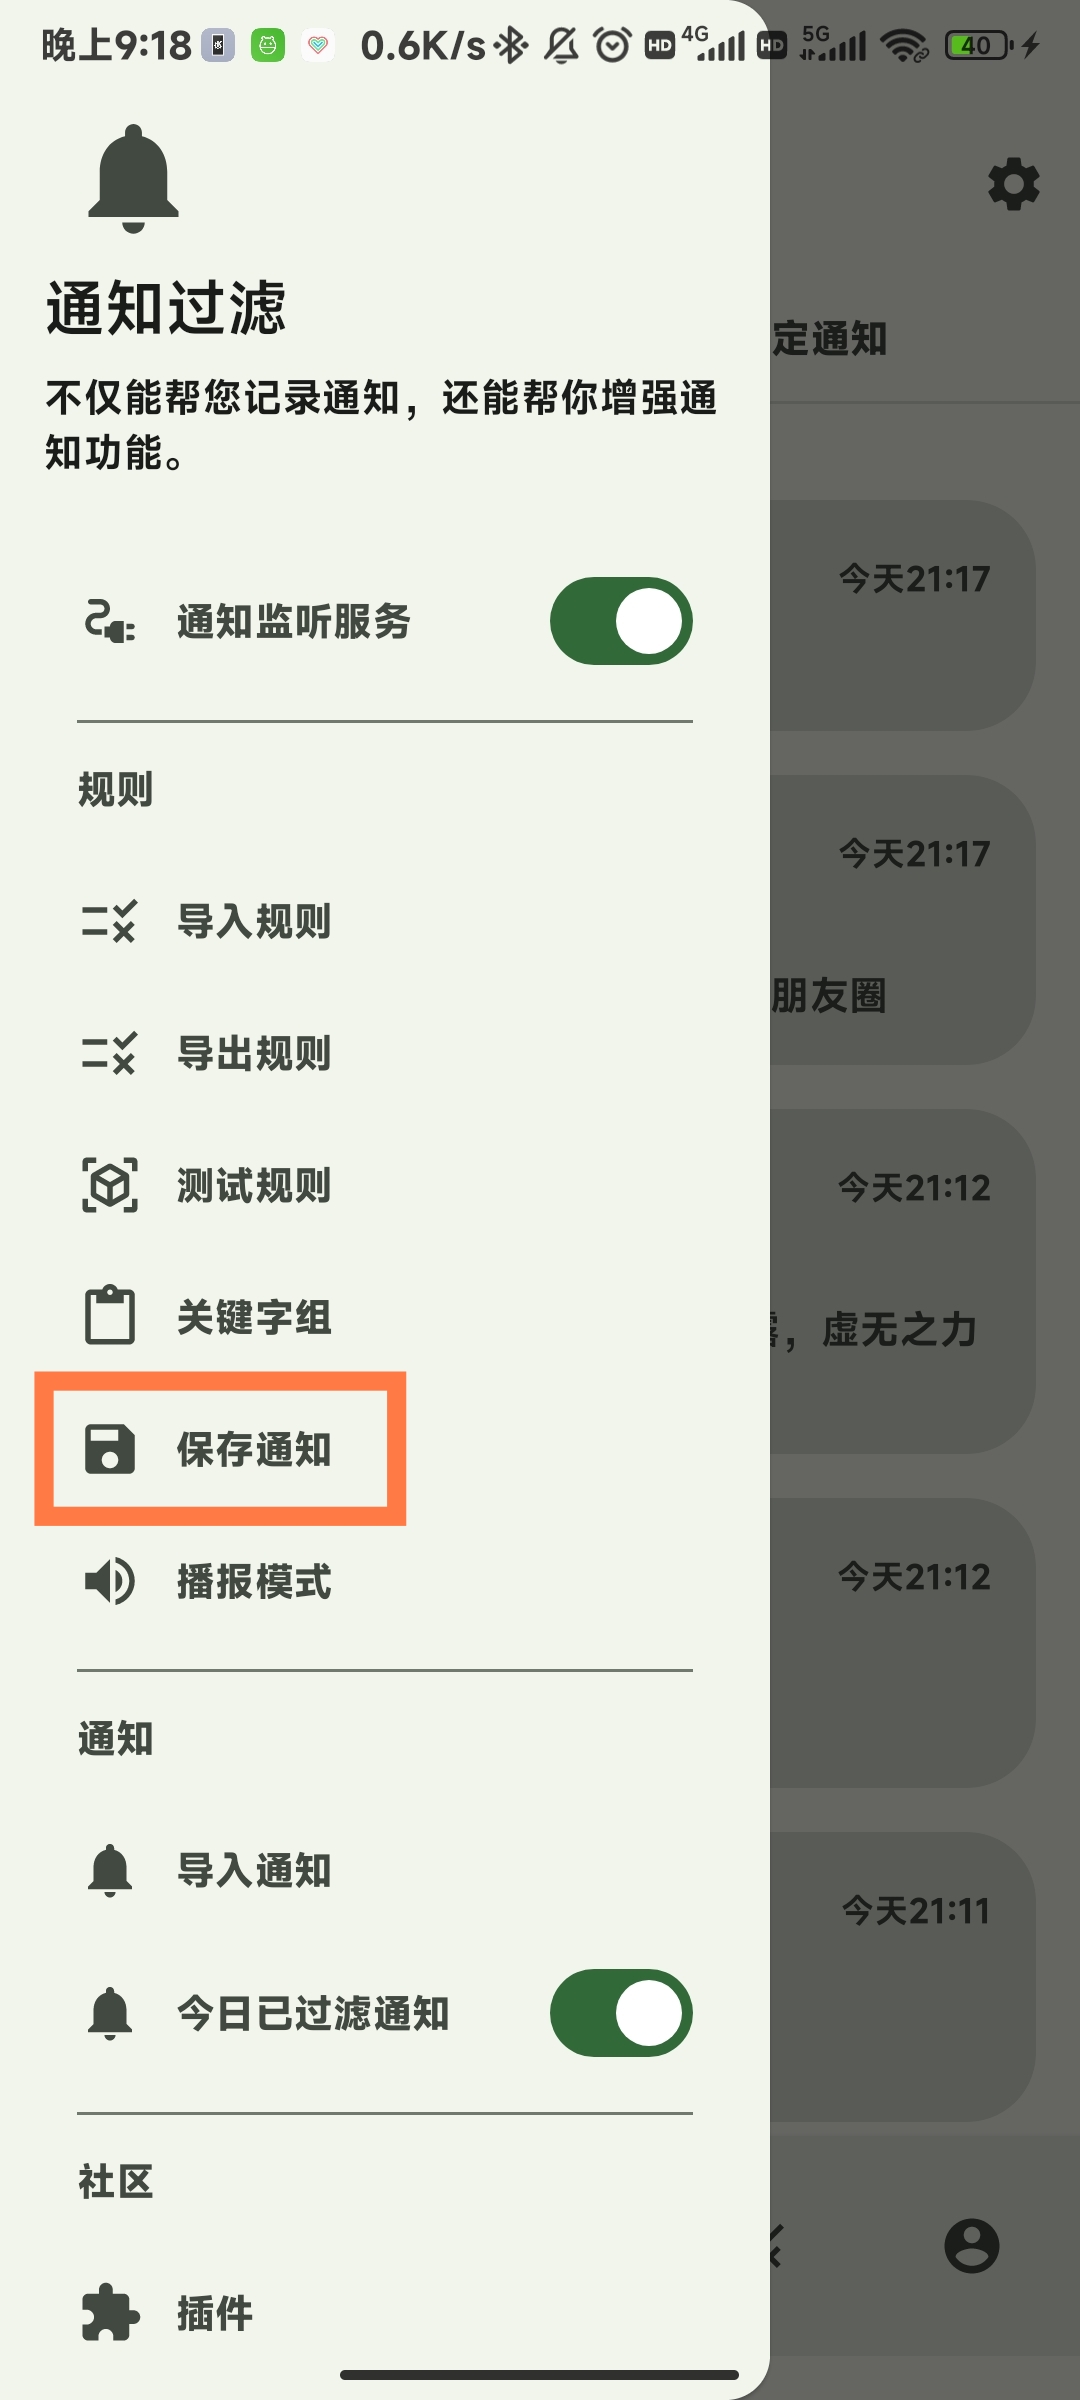 晚上9:18 0.6K/s HD 4G HD 5G 40
通知过滤
不仅能帮您记录通知，还能帮你增强通
知功能。
定通知
今天21:17
通知监听服务
规则
今天21:17
导入规则
朋友圈
导出规则
测试规则
今天21:12
关键字组
，虚无之力
保存通知
播报模式
今天21:12
通知
导入通知
今天21:11
今日已过滤通知
社区
插件